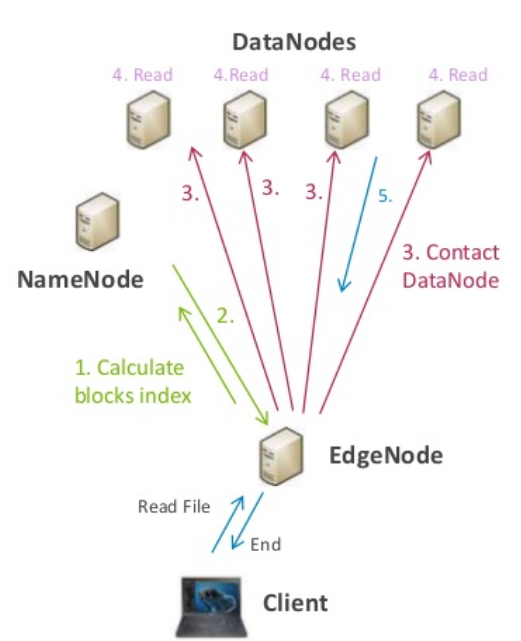 DataNodes
4. Read
4.Read
4. Read
4. Read
3.
3.
3.
5.
3. Contact
DataNode
NameNode
2.
1. Calculate
blocks index
EdgeNode
Read File
End
Client